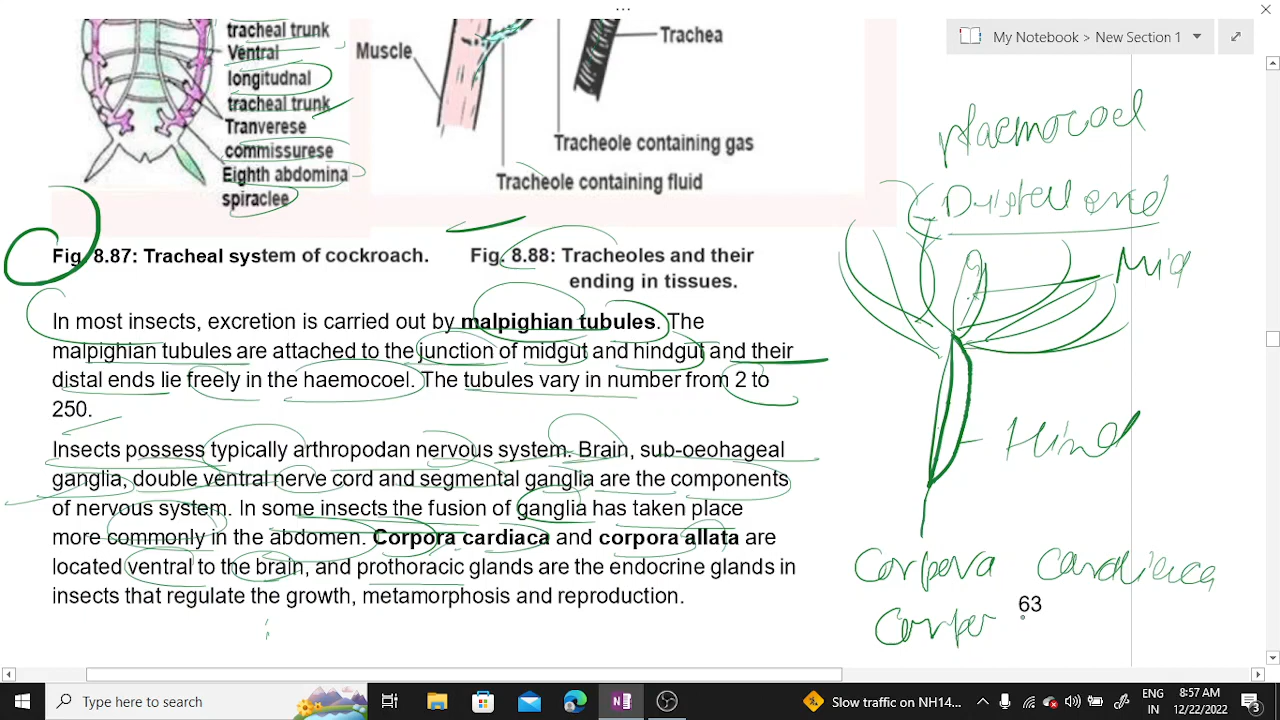 ...
My Notebook > New Section 1
tracheal trunk
Ventral
longitudnal
tracheal trunk
Tranverese
commissurese
Eighth abdomina
spiraclee
Muscle
Trachea
Tracheole containing gas
Tracheole containing fluid
Fig. 8.87: Tracheal system of cockroach.
Fig. 8.88: Tracheoles and their
ending in tissues.
In most insects, excretion is carried out by malpighian tubules. The
malpighian tubules are attached to the junction of midgut and hindgut and their
distal ends lie freely in the haemocoel. The tubules vary in number from 2 to
250.
Insects possess typically arthropodan nervous system. Brain, sub-oeohageal
ganglia, double ventral nerve cord and segmental ganglia are the components
of nervous system. In some insects the fusion of ganglia has taken place
more commonly in the abdomen. Corpora cardiaca and corpora allata are
located ventral to the brain, and prothoracic glands are the endocrine glands in
insects that regulate the growth, metamorphosis and reproduction.
Haemocoel
end
Mid
Hind
Corpora Cardiaca
Corper
63
Type here to search
Slow traffic on NH14...
ENG
IN
8:57 AM
12/22/2022
3